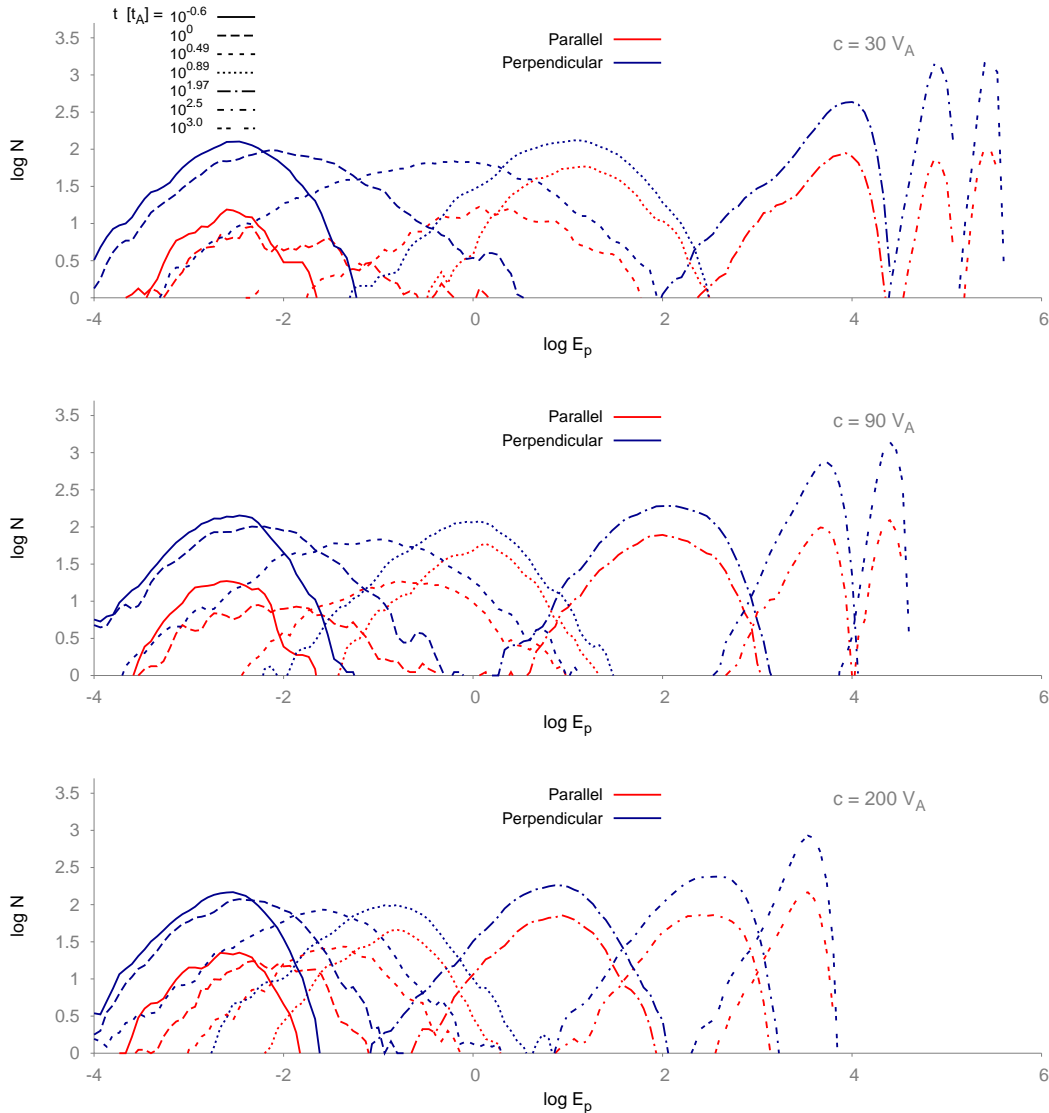 t [t_A] = 10^-0.6
10^0
10^0.49
10^0.89
10^1.97
10^2.5
10^3.0
Parallel
Perpendicular
c = 30 V_A
log N
3.5
3
2.5
2
1.5
1
0.5
0
-4 -2 0 2 4 6
log E_p
Parallel
Perpendicular
c = 90 V_A
log N
3.5
3
2.5
2
1.5
1
0.5
0
-4 -2 0 2 4 6
log E_p
Parallel
Perpendicular
c = 200 V_A
log N
3.5
3
2.5
2
1.5
1
0.5
0
-4 -2 0 2 4 6
log E_p